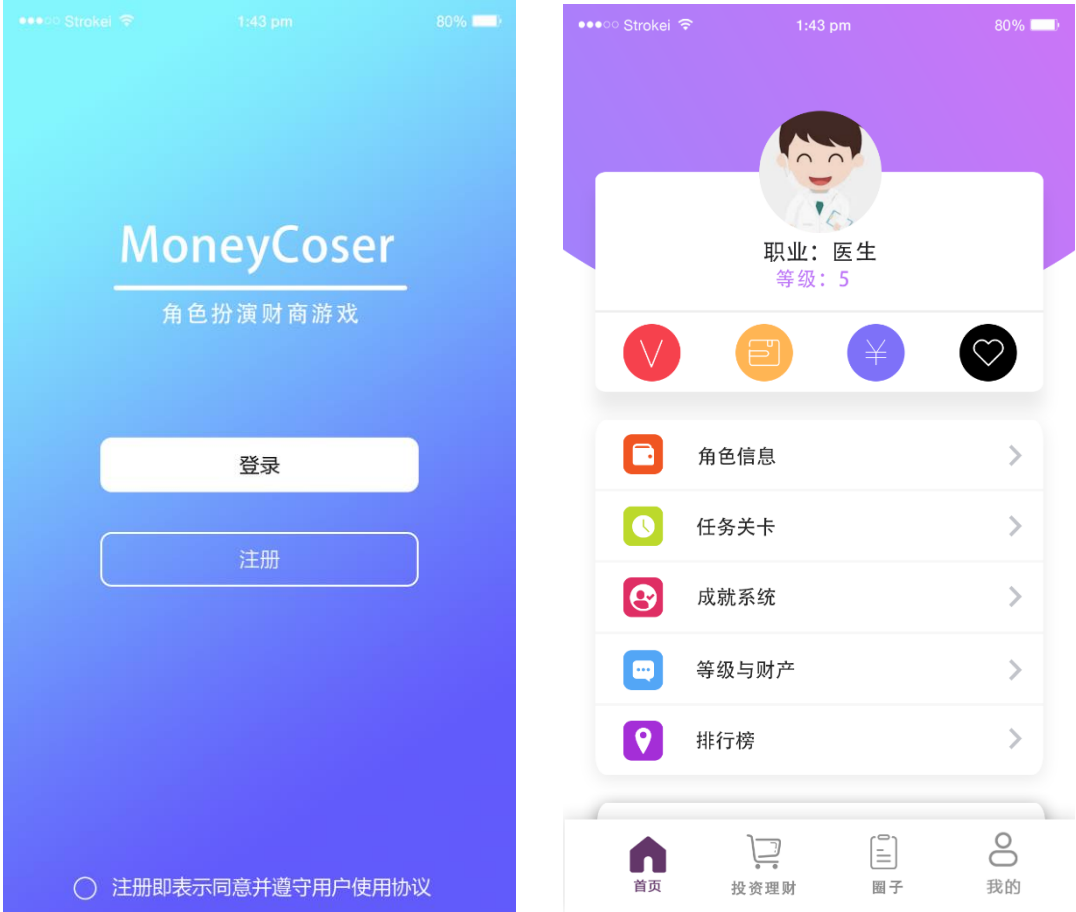 Strokei 1:43 pm 80%
MoneyCoser
角色扮演财商游戏
登录
注册
注册即表示同意并遵守用户使用协议
Strokei 1:43 pm 80%
职业：医生
等级：5
V ¥
角色信息
任务关卡
成就系统
等级与财产
排行榜
首页 投资理财 圈子 我的